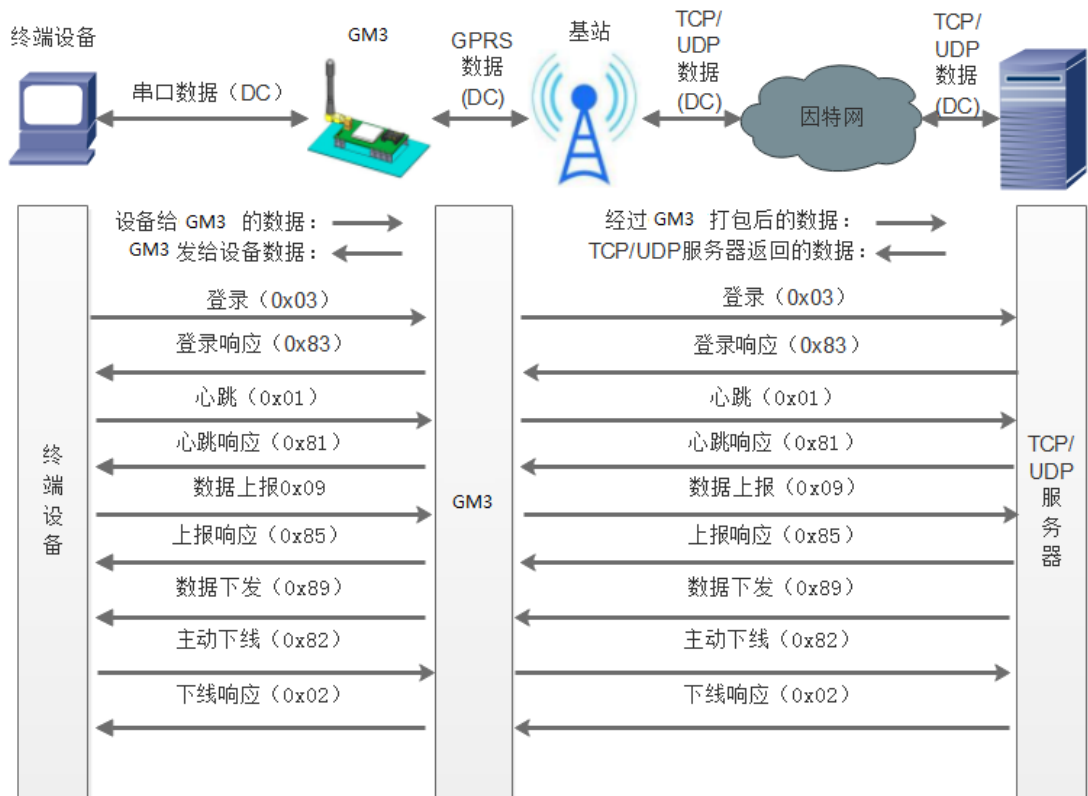 终端设备
GM3
基站
串口数据（DC）
GPRS
数据
(DC)
TCP/
UDP
数据
(DC)
因特网
TCP/
UDP
数据
(DC)
设备给 GM3 的数据：
GM3 发给设备数据：
经过 GM3 打包后的数据：
TCP/UDP服务器返回的数据：
登录（0x03）
登录（0x03）
登录响应（0x83）
登录响应（0x83）
心跳（0x01）
心跳（0x01）
心跳响应（0x81）
心跳响应（0x81）
数据上报0x09
数据上报（0x09）
上报响应（0x85）
上报响应（0x85）
数据下发（0x89）
数据下发（0x89）
主动下线（0x82）
主动下线（0x82）
下线响应（0x02）
下线响应（0x02）
终
端
设
备
GM3
TCP/
UDP
服
务
器